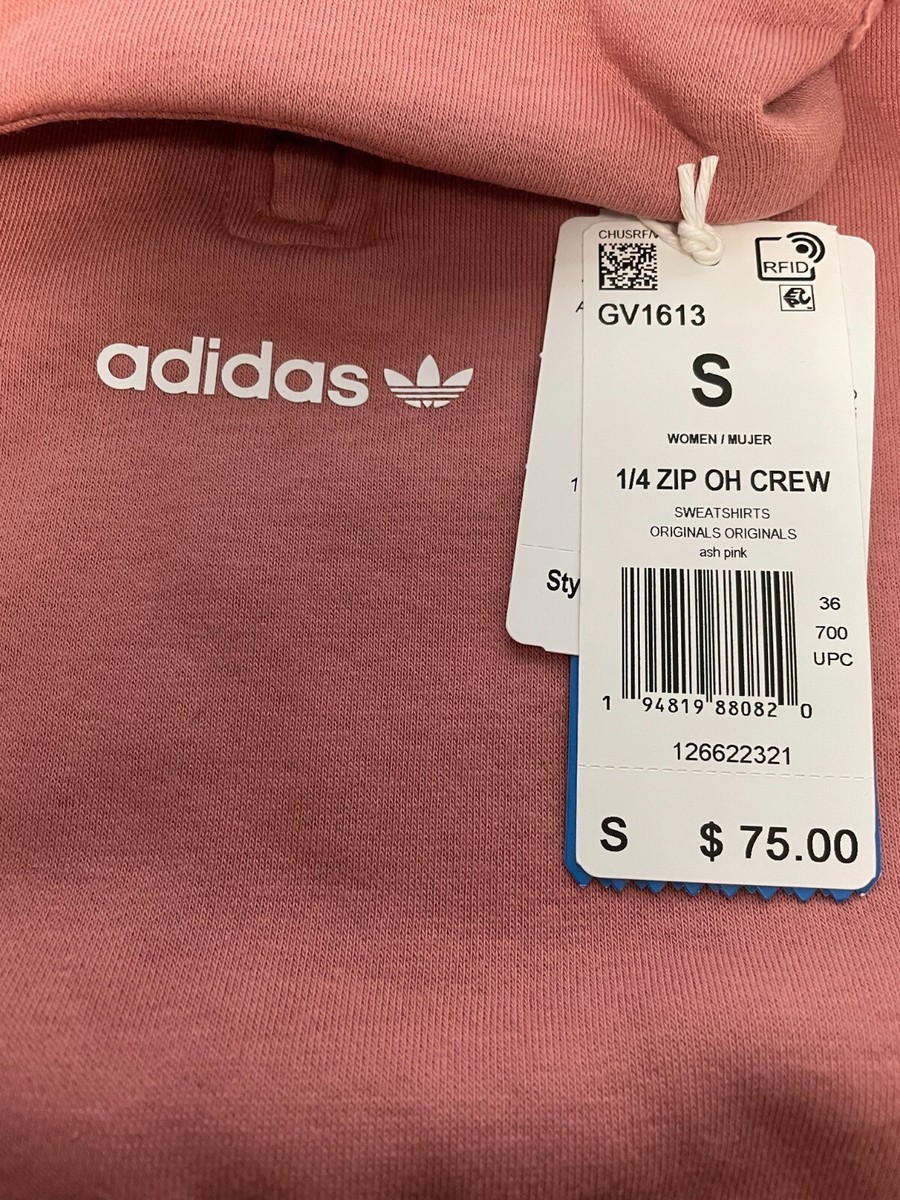 adidas
CHUSRF/
RFID
GV1613
S
WOMEN / MUJER
1/4 ZIP OH CREW
SWEATSHIRTS
ORIGINALS ORIGINALS
ash pink
36
700
UPC
1 94819 88082 0
126622321
S $ 75.00
Sty